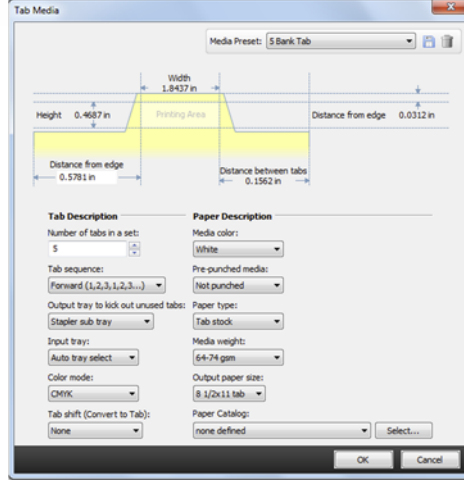 Tab Media
Media Preset: 5 Bank Tab
Width
1.8437 in
Height 0.4687 in Printing Area Distance from edge 0.0312 in
Distance from edge
0.5781 in
Distance between tabs
0.1562 in
Tab Description Paper Description
Number of tabs in a set: Media color:
5 White
Tab sequence: Pre-punched media:
Forward (1,2,3,1,2,3...) Not punched
Output tray to kick out unused tabs: Paper type:
Stapler sub tray Tab stock
Input tray: Media weight:
Auto tray select 64-74 gsm
Color mode: Output paper size:
CMYK 8 1/2x11 tab
Tab shift (Convert to Tab): Paper Catalog:
None none defined Select...
OK Cancel